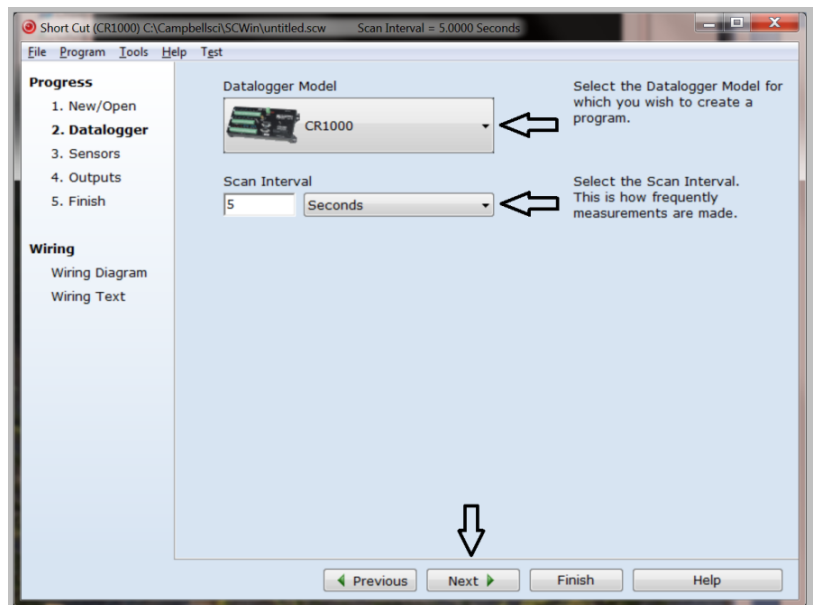 Short Cut (CR1000) C:\Campbellsci\SCWin\untitled.scw Scan Interval = 5.0000 Seconds
File Program Tools Help Test
Progress
1. New/Open
2. Datalogger
3. Sensors
4. Outputs
5. Finish
Wiring
Wiring Diagram
Wiring Text
Datalogger Model
CR1000
Select the Datalogger Model for
which you wish to create a
program.
Scan Interval
5 Seconds
Select the Scan Interval.
This is how frequently
measurements are made.
Previous Next Finish Help